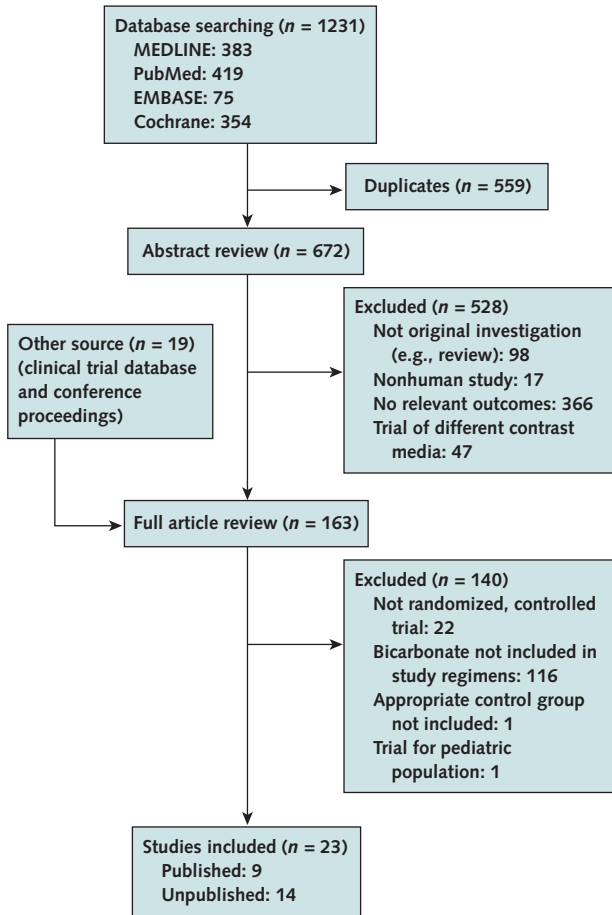 Database searching (n = 1231)
MEDLINE: 383
PubMed: 419
EMBASE: 75
Cochrane: 354
Duplicates (n = 559)
Abstract review (n = 672)
Excluded (n = 528)
Not original investigation
(e.g., review): 98
Nonhuman study: 17
No relevant outcomes: 366
Trial of different contrast
media: 47
Other source (n = 19)
(clinical trial database
and conference
proceedings)
Full article review (n = 163)
Excluded (n = 140)
Not randomized, controlled
trial: 22
Bicarbonate not included in
study regimens: 116
Appropriate control group
not included: 1
Trial for pediatric
population: 1
Studies included (n = 23)
Published: 9
Unpublished: 14